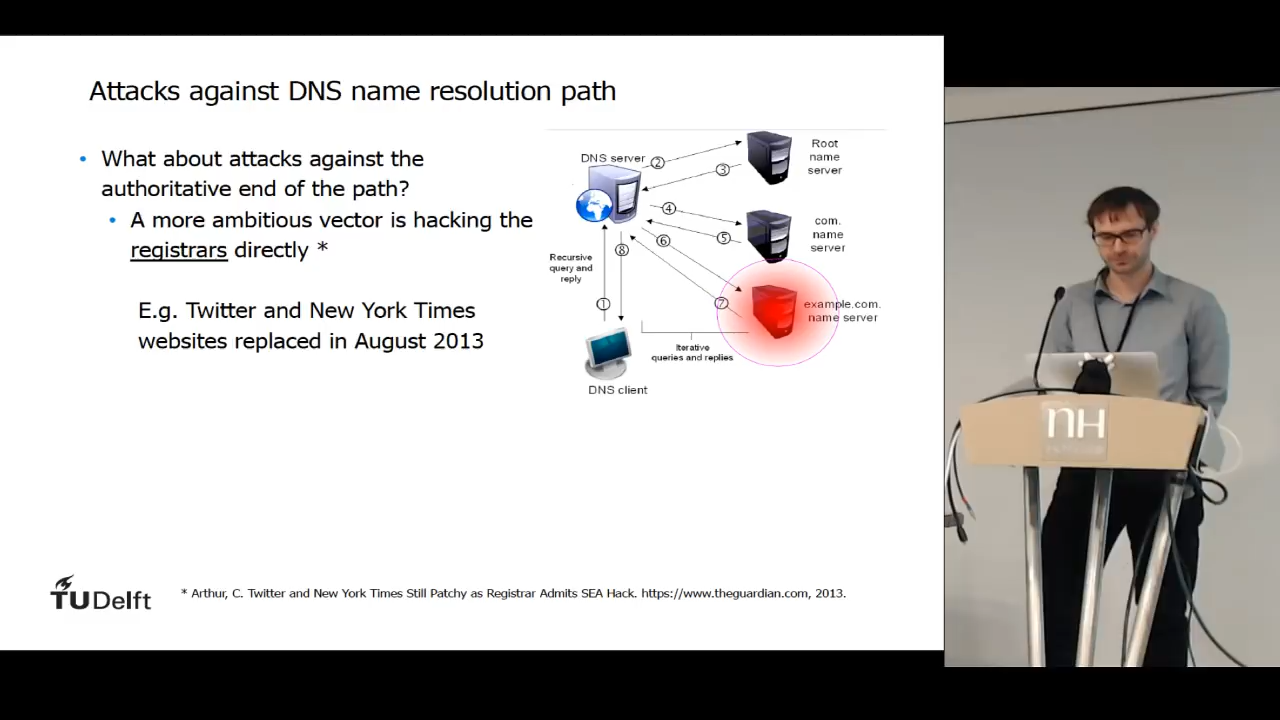 Attacks against DNS name resolution path
• What about attacks against the
authoritative end of the path?
• A more ambitious vector is hacking the
registrars directly *
E.g. Twitter and New York Times
websites replaced in August 2013
DNS server
②
③
Root
name
server
④
⑤
com.
name
server
⑥
⑧
Recursive
query and
reply
①
⑦
example.com.
name server
Iterative
queries and replies
DNS client
TUDelft
* Arthur, C. Twitter and New York Times Still Patchy as Registrar Admits SEA Hack. https://www.theguardian.com, 2013.
nH